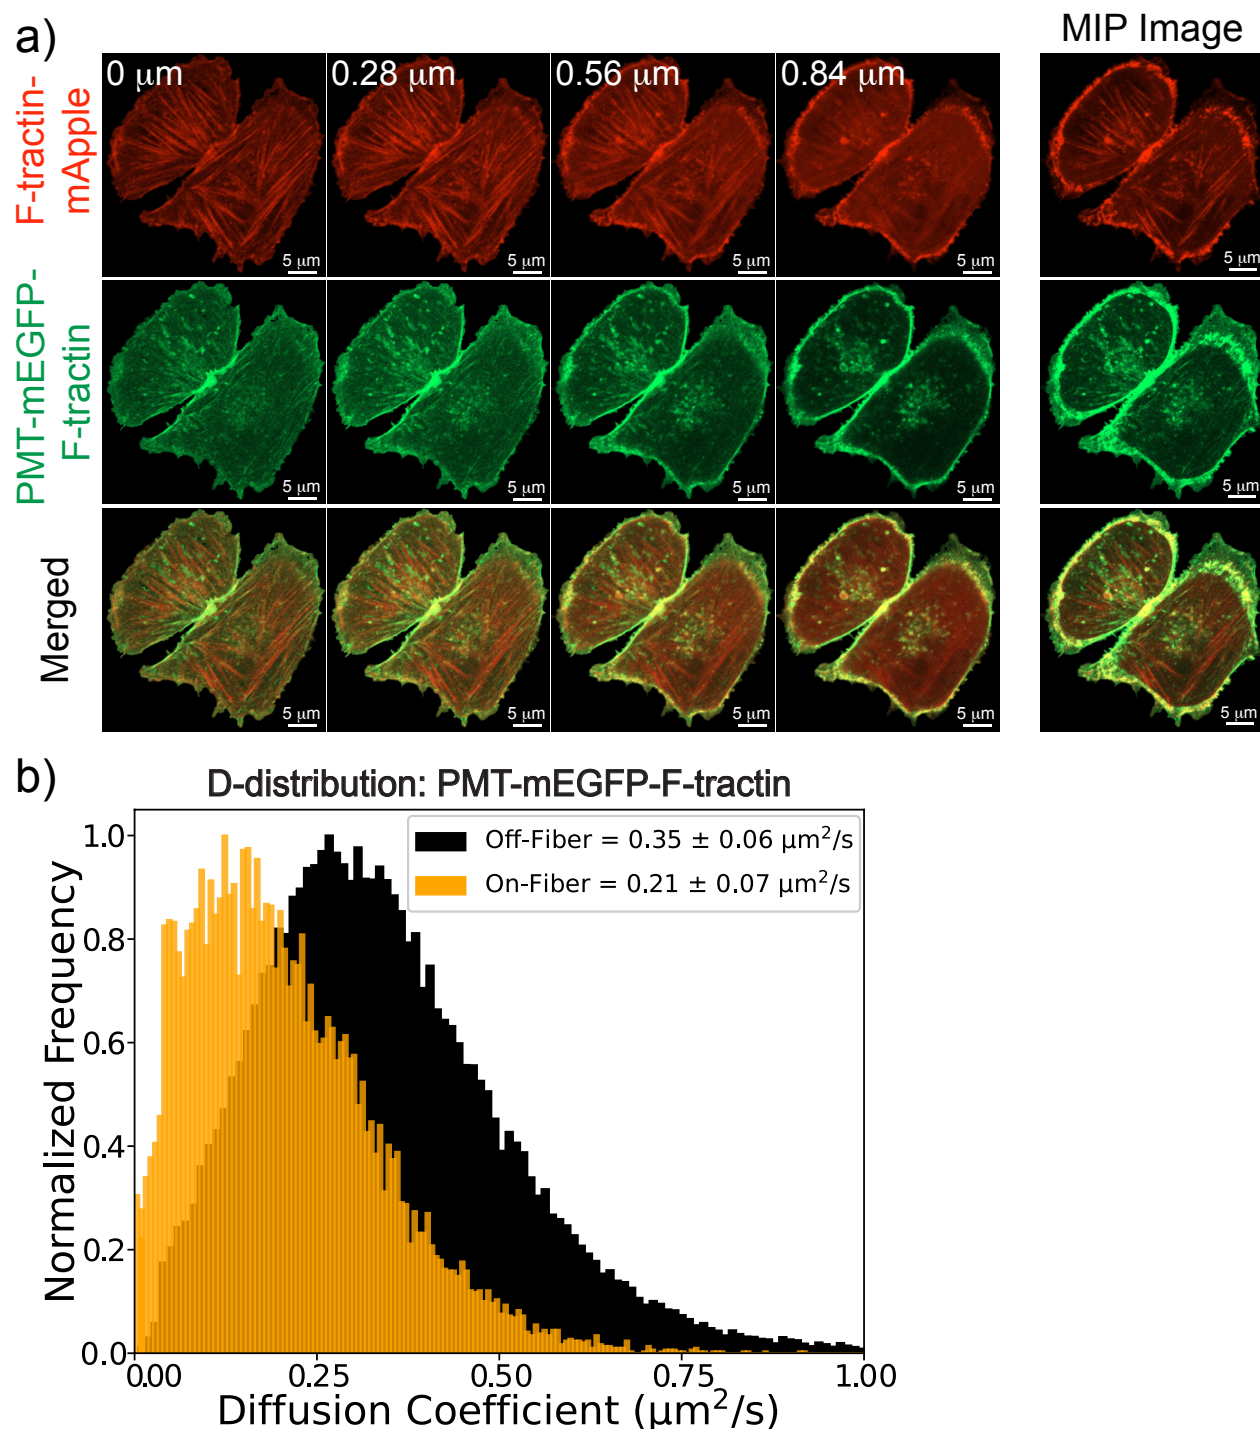 a)
MIP Image
0 μm
0.28 μm
0.56 μm
0.84 μm
F-tractin-
mApple
5 μm
5 μm
5 μm
5 μm
5 μm
PMT-mEGFP-
F-tractin
5 μm
5 μm
5 μm
5 μm
5 μm
Merged
5 μm
5 μm
5 μm
5 μm
5 μm
b)
D-distribution: PMT-mEGFP-F-tractin
Off-Fiber = 0.35 ± 0.06 μm²/s
On-Fiber = 0.21 ± 0.07 μm²/s
Normalized Frequency
1.0
0.8
0.6
0.4
0.2
0.0
0.00
0.25
0.50
0.75
1.00
Diffusion Coefficient (μm²/s)